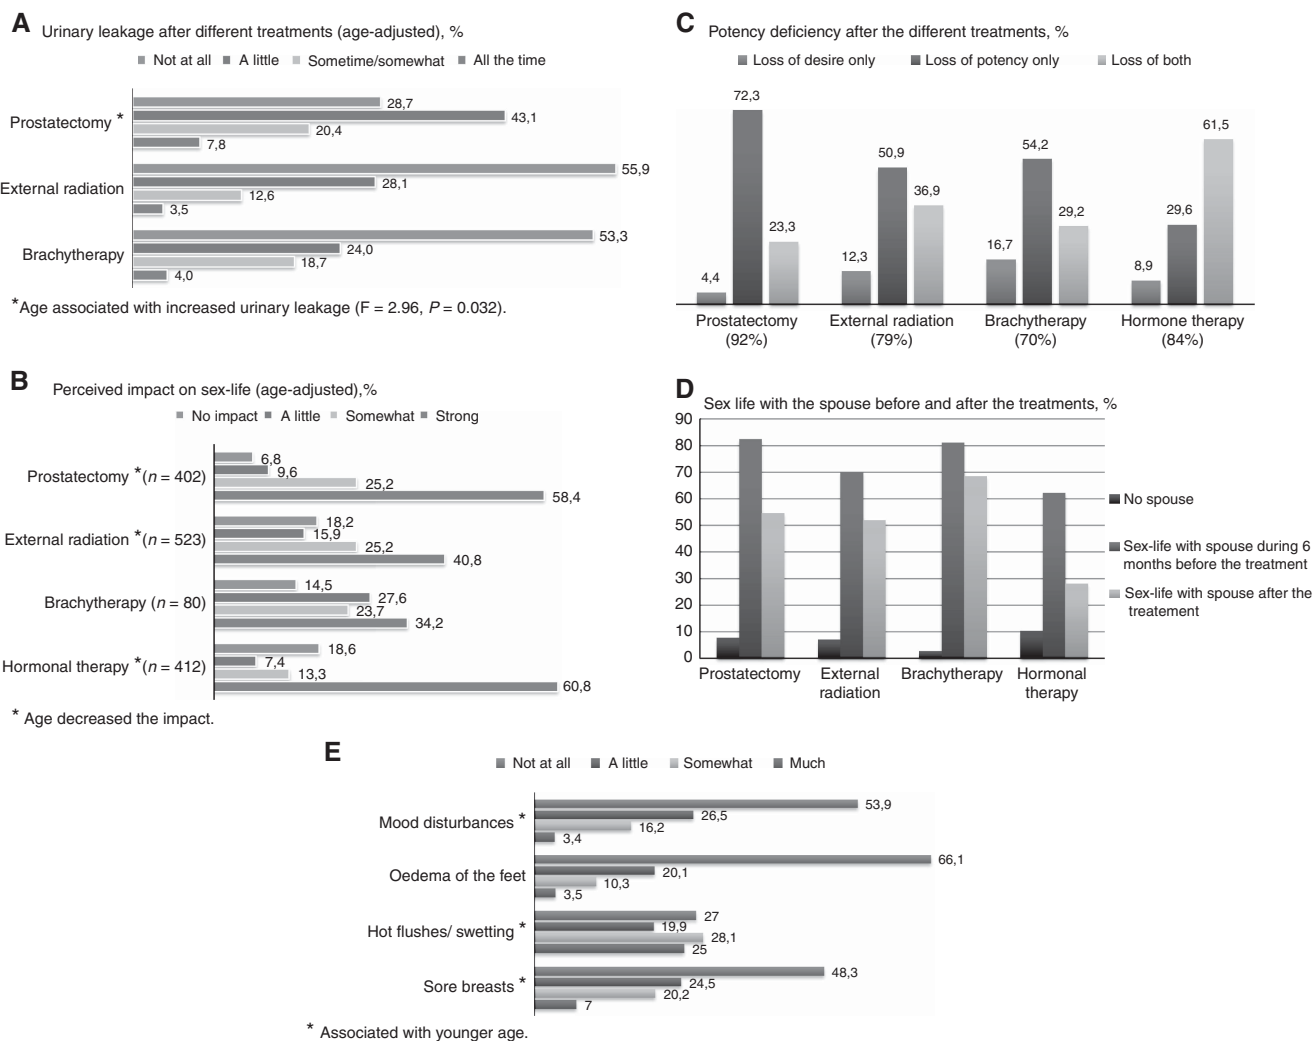 A Urinary leakage after different treatments (age-adjusted), %
Not at all A little Sometime/somewhat All the time
Prostatectomy *
28,7
43,1
20,4
7,8
External radiation
55,9
28,1
12,6
3,5
Brachytherapy
53,3
24,0
18,7
4,0
*Age associated with increased urinary leakage (F = 2.96, P = 0.032).
B Perceived impact on sex-life (age-adjusted),%
No impact A little Somewhat Strong
Prostatectomy *(n = 402)
6,8
9,6
25,2
58,4
External radiation *(n = 523)
18,2
15,9
25,2
40,8
Brachytherapy (n = 80)
14,5
27,6
23,7
34,2
Hormonal therapy *(n = 412)
18,6
7,4
13,3
60,8
* Age decreased the impact.
C Potency deficiency after the different treatments, %
Loss of desire only Loss of potency only Loss of both
4,4 72,3 23,3
12,3 50,9 36,9
16,7 54,2 29,2
8,9 29,6 61,5
Prostatectomy External radiation Brachytherapy Hormone therapy
(92%) (79%) (70%) (84%)
D Sex life with the spouse before and after the treatments, %
90
80
70
60
50
40
30
20
10
0
Prostatectomy External Brachytherapy Hormonal
radiation therapy
No spouse
Sex-life with spouse during 6
months before the treatment
Sex-life with spouse after the
treatement
E
Not at all A little Somewhat Much
Mood disturbances *
53,9
26,5
16,2
3,4
Oedema of the feet
66,1
20,1
10,3
3,5
Hot flushes/ swetting *
27
19,9
28,1
25
Sore breasts *
48,3
24,5
20,2
7
* Associated with younger age.